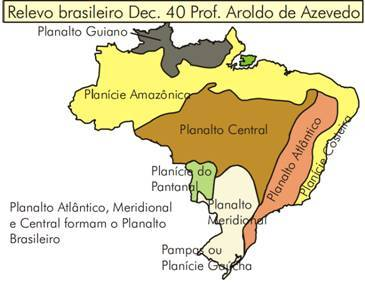 Relevo brasileiro Dec. 40 Prof. Aroldo de Azevedo
Planalto Guiano
Planície Amazônica
Planalto Central
Planalto Atlântico
Planície Costeira
Planície do
Pantanal
Planalto
Meridional
Planalto Atlântico, Meridional
e Central formam o Planalto
Brasileiro
Pampas ou
Planície Gaúcha